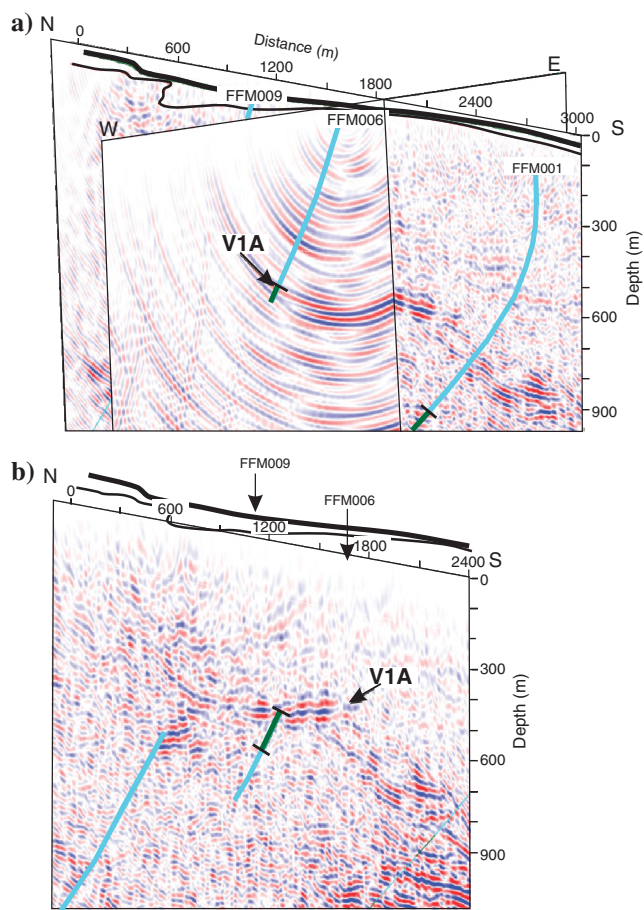 a) N
0
600
Distance (m)
1200
1800
2400
3000
E
S
W
FFM009
FFM006
FFM001
V1A
0
300
600
900
Depth (m)
b) N
FFM009
FFM006
0
600
1200
1800
2400
S
V1A
0
300
600
900
Depth (m)